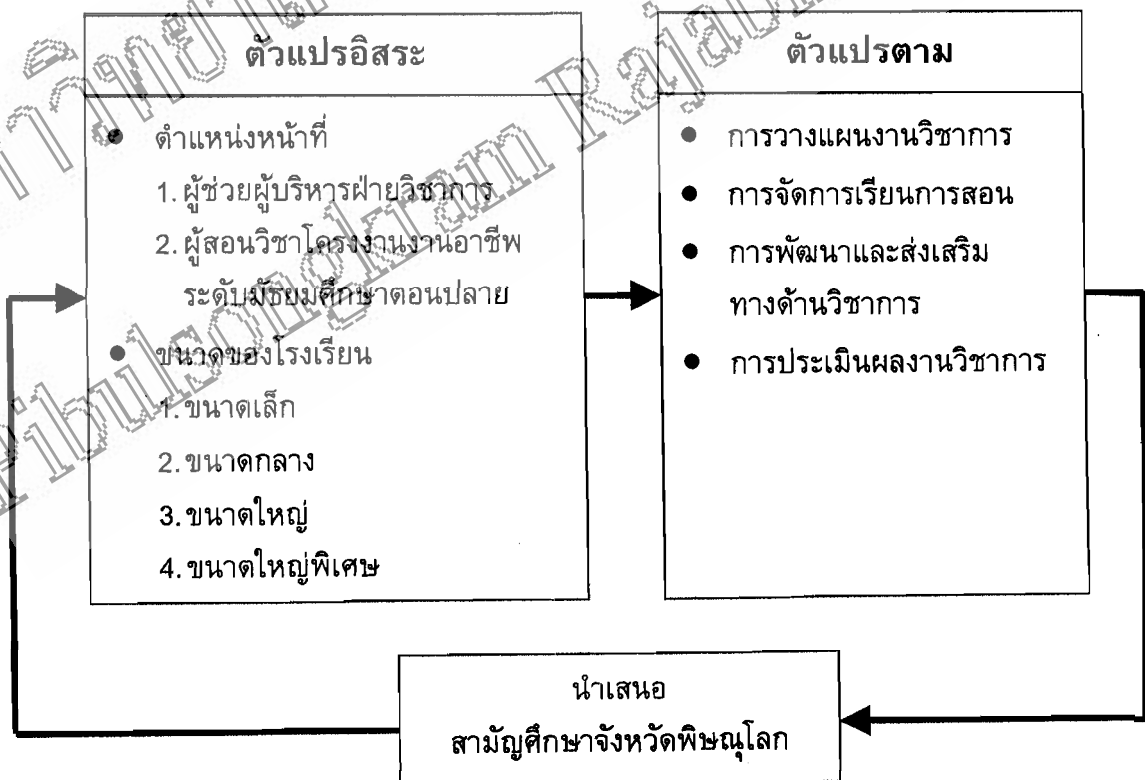 ตัวแปรอิสระ
● ตำแหน่งหน้าที่
1. ผู้ช่วยผู้บริหารฝ่ายวิชาการ
2. ผู้สอนวิชาโครงงานงานอาชีพ
ระดับมัธยมศึกษาตอนปลาย
● ขนาดของโรงเรียน
1. ขนาดเล็ก
2. ขนาดกลาง
3. ขนาดใหญ่
4. ขนาดใหญ่พิเศษ
ตัวแปรตาม
● การวางแผนงานวิชาการ
● การจัดการเรียนการสอน
● การพัฒนาและส่งเสริม
ทางด้านวิชาการ
● การประเมินผลงานวิชาการ
นำเสนอ
สามัญศึกษาจังหวัดพิษณุโลก